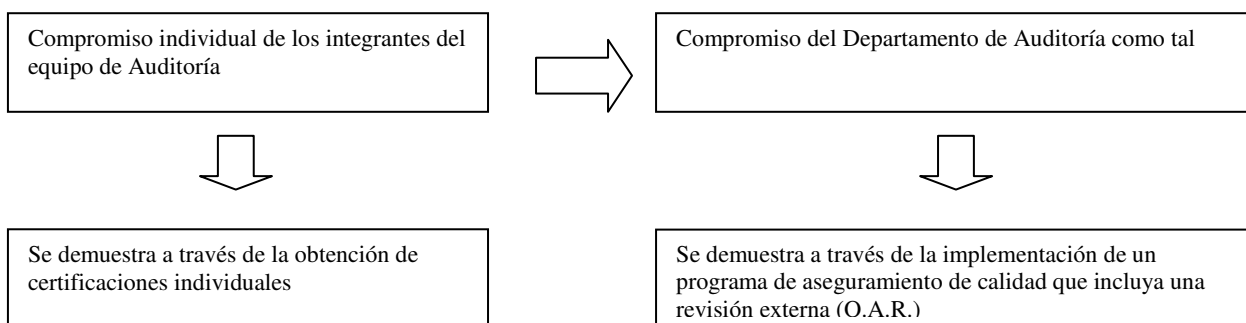 Compromiso individual de los integrantes del
equipo de Auditoría
Compromiso del Departamento de Auditoría como tal
Se demuestra a través de la obtención de
certificaciones individuales
Se demuestra a través de la implementación de un
programa de aseguramiento de calidad que incluya una
revisión externa (O.A.R.)